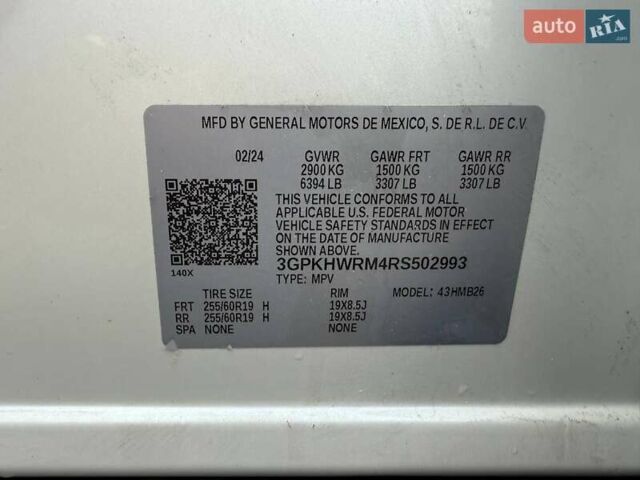 auto RIA .com
MFD BY GENERAL MOTORS DE MEXICO, S. DE R.L. DE C.V
02/24 GVWR GAWR FRT GAWR RR
2900 KG 1500 KG 1500 KG
6394 LB 3307 LB 3307 LB
THIS VEHICLE CONFORMS TO ALL
APPLICABLE U.S. FEDERAL MOTOR
VEHICLE SAFETY STANDARDS IN EFFECT
ON THE DATE OF MANUFACTURE
SHOWN ABOVE.
3GPKHWRM4RS502993
140X TYPE: MPV MODEL: 43HMB26
TIRE SIZE RIM
FRT 255/60R19 H 19X8.5J
RR 255/60R19 H 19X8.5J
SPA NONE NONE